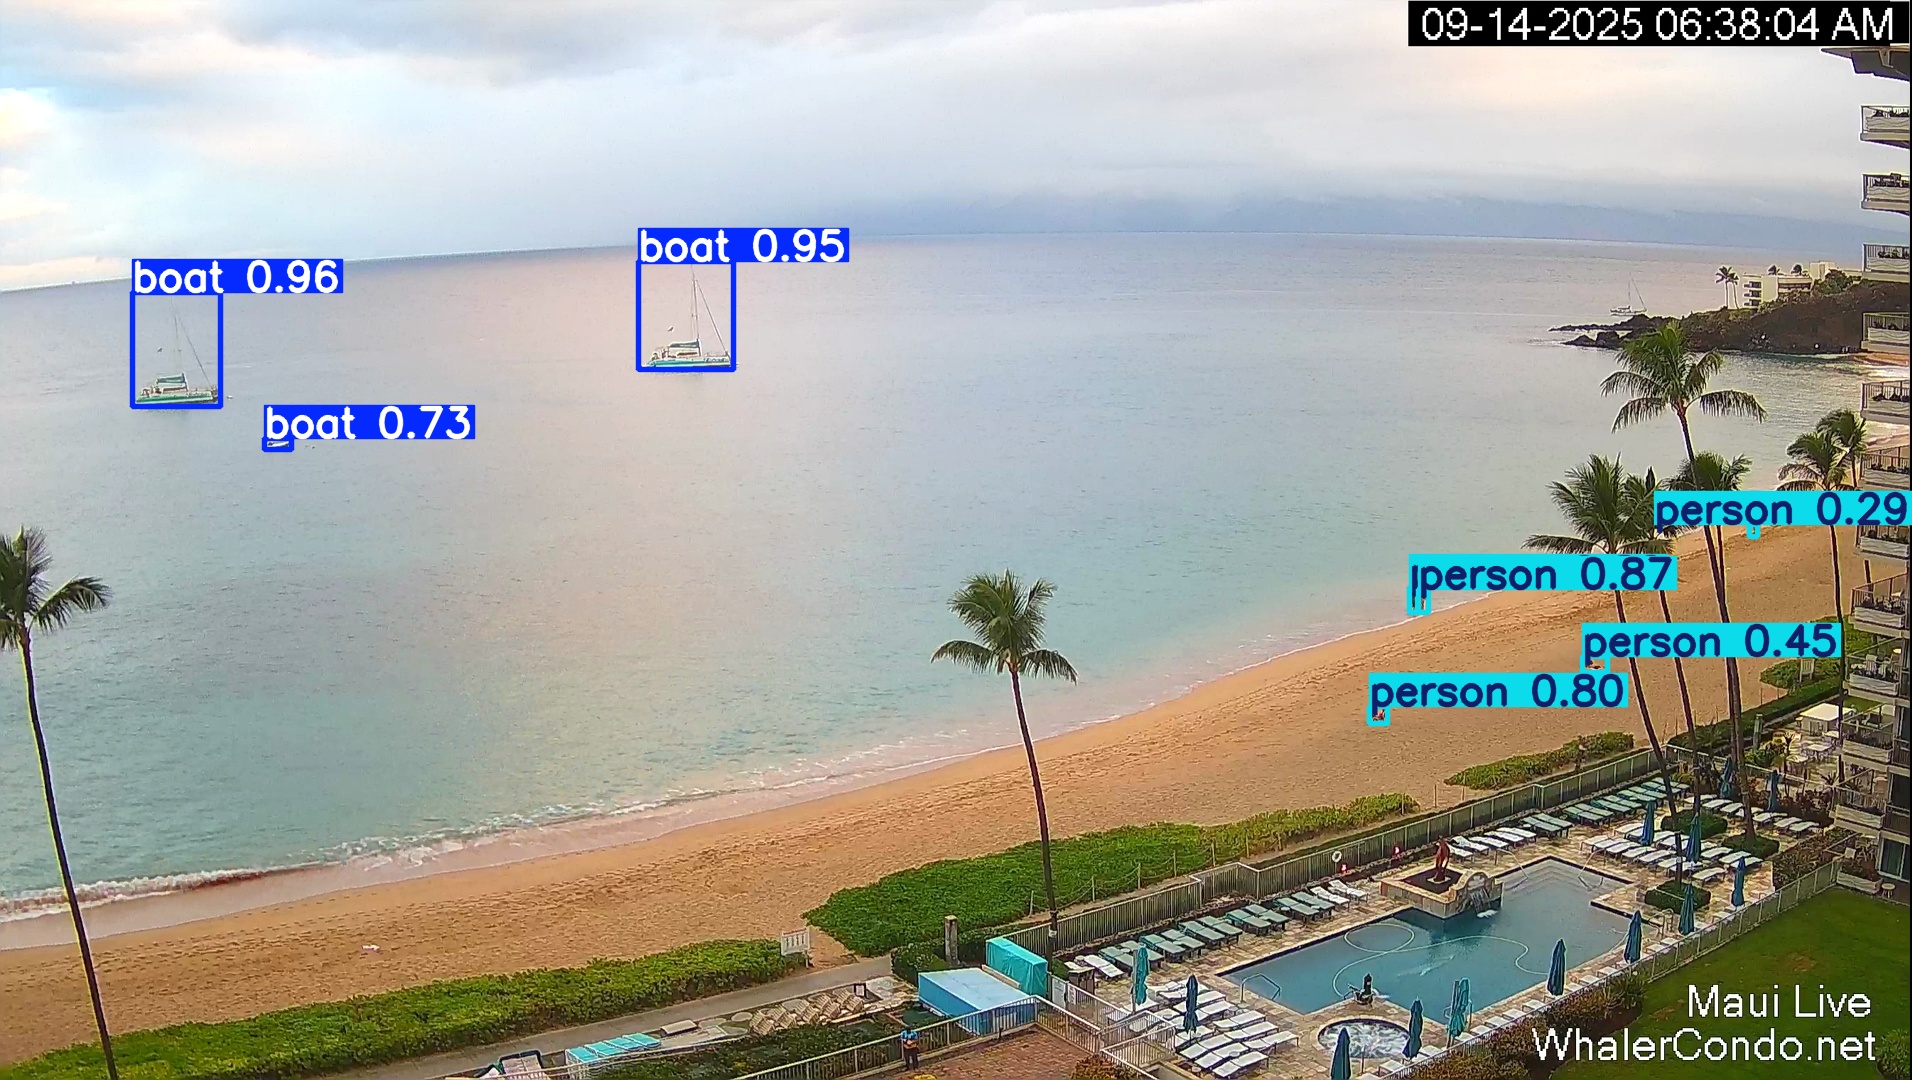 09-14-2025 06:38:04 AM
boat 0.95
boat 0.96
boat 0.73
person 0.29
person 0.87
person 0.45
person 0.80
Maui Live
WhalerCondo.net